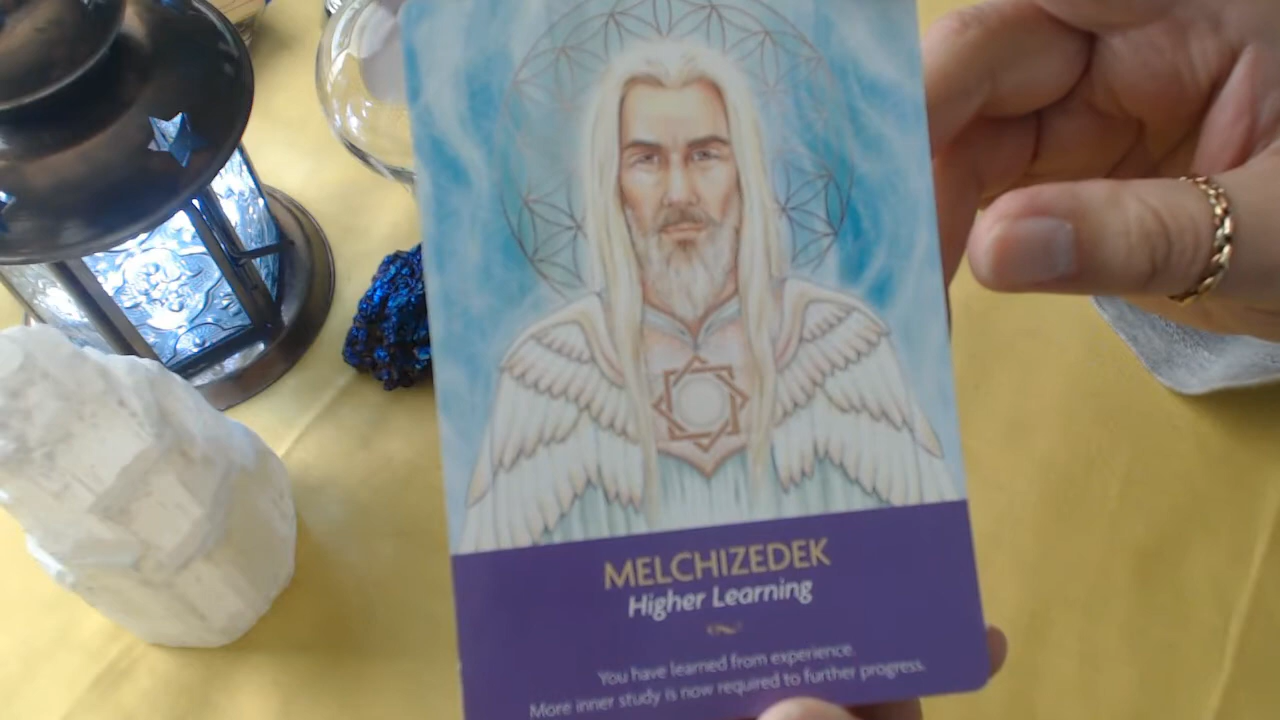 MELCHIZEDEK
Higher Learning
You have learned from experience.
More inner study is now required to further progress.